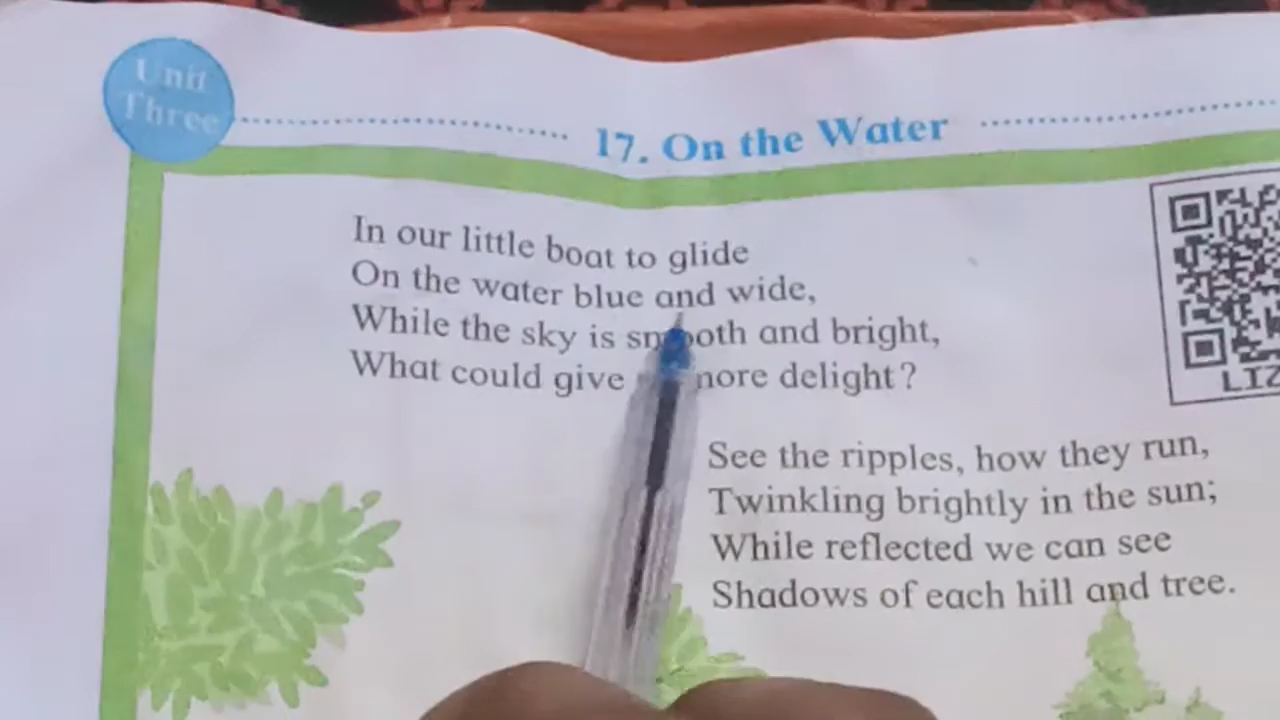 Unit
Three
17. On the Water
In our little boat to glide
On the water blue and wide,
While the sky is smooth and bright,
What could give more delight?
See the ripples, how they run,
Twinkling brightly in the sun;
While reflected we can see
Shadows of each hill and tree.